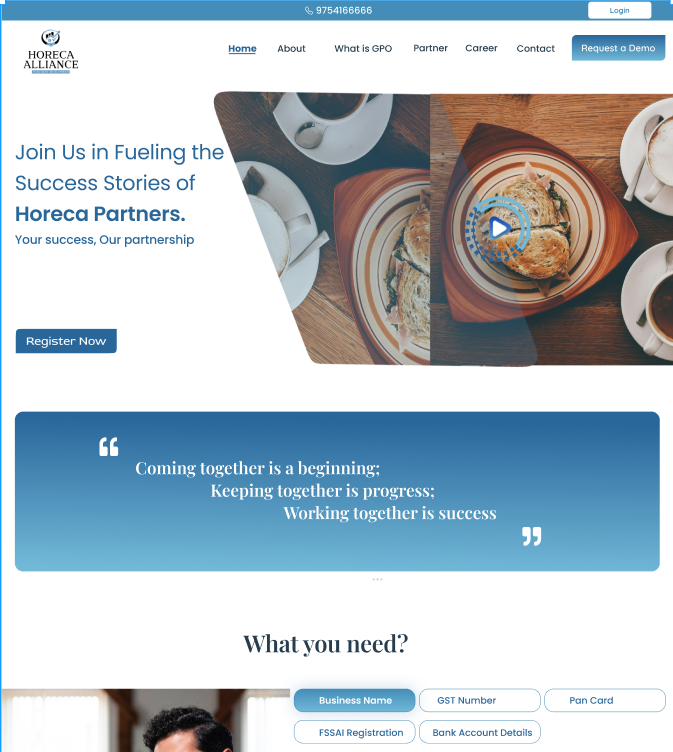 9754166666
Login
HORECA
ALLIANCE
Home
About
What is GPO
Partner
Career
Contact
Request a Demo
Join Us in Fueling the
Success Stories of
Horeca Partners.
Your success, Our partnership
Register Now
“
Coming together is a beginning;
Keeping together is progress;
Working together is success
”
What you need?
Business Name
GST Number
Pan Card
FSSAI Registration
Bank Account Details